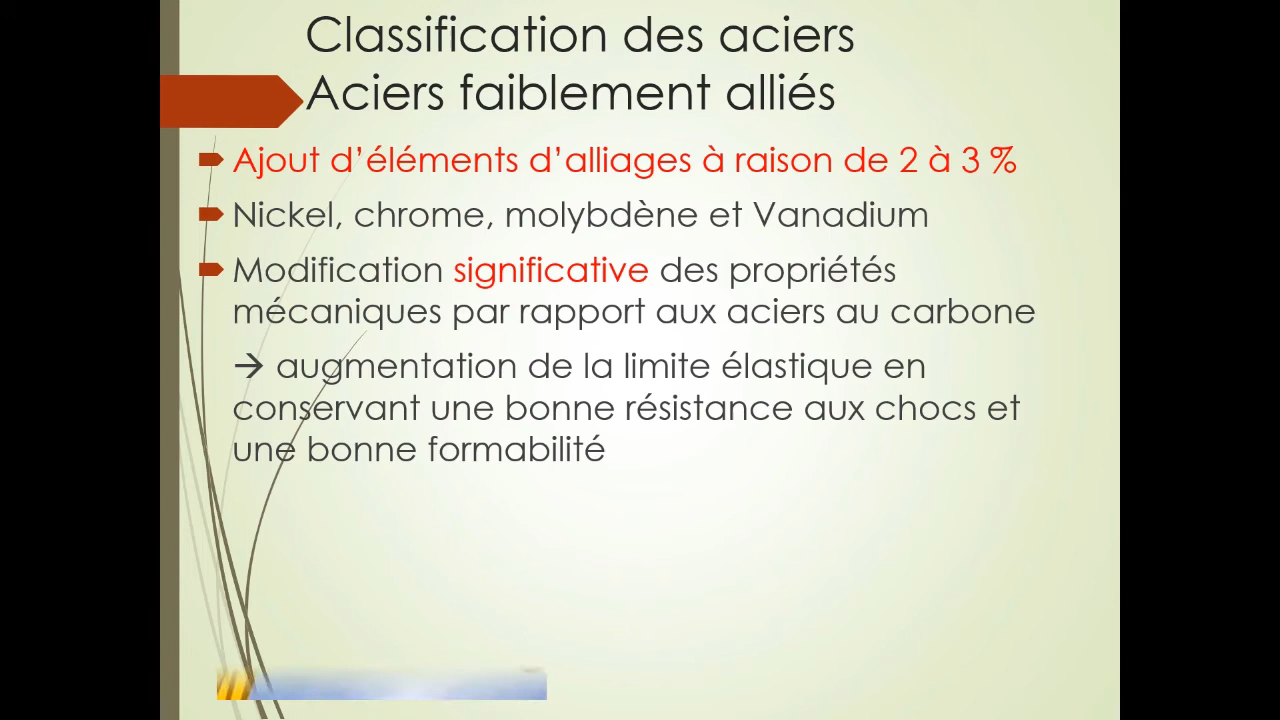 Classification des aciers
Aciers faiblement alliés
Ajout d’éléments d’alliages à raison de 2 à 3 %
Nickel, chrome, molybdène et Vanadium
Modification significative des propriétés
mécaniques par rapport aux aciers au carbone
→ augmentation de la limite élastique en
conservant une bonne résistance aux chocs et
une bonne formabilité